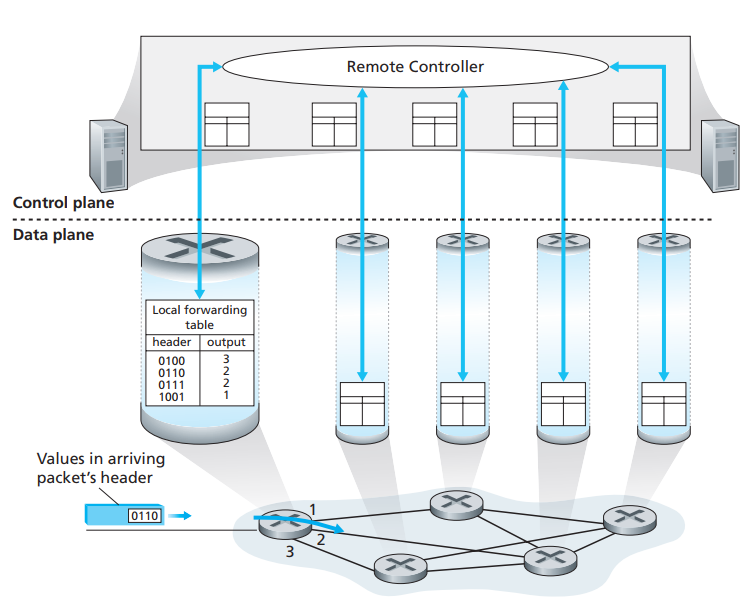 Remote Controller
Control plane
Data plane
Local forwarding
table
header output
0100 3
0110 2
0111 2
1001 1
Values in arriving
packet's header
0110
1
2
3